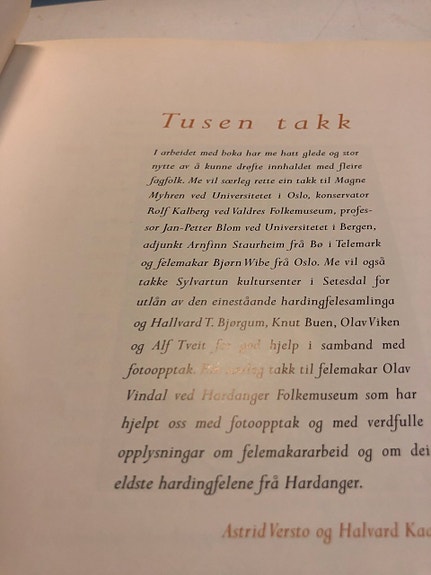 Tusen takk
I arbeidet med boka har me hatt glede og stor
nytte av å kunne drøfte innhaldet med fleire
fagfolk. Me vil særleg rette ein takk til Magne
Myhren ved Universitetet i Oslo, konservator
Rolf Kalberg ved Valdres Folkemuseum, profes-
sor Jan-Petter Blom ved Universitetet i Bergen,
adjunkt Arnfinn Staurheim frå Bø i Telemark
og felemakar Bjørn Wibe frå Oslo. Me vil også
takke Sylvartun kultursenter i Setesdal for
utlån av den eineståande hardingfelesamlinga
og Hallvard T. Bjørgum, Knut Buen, Olav Viken
og Alf Tveit for god hjelp i samband med
fotoopptak. takk til felemakar Olav
Vindal ved Hardanger Folkemuseum som har
hjelpt oss med fotoopptak og med verdfulle
opplysningar om felemakararbeid og om dei
eldste hardingfelene frå Hardanger.
Astrid Versto og Halvard